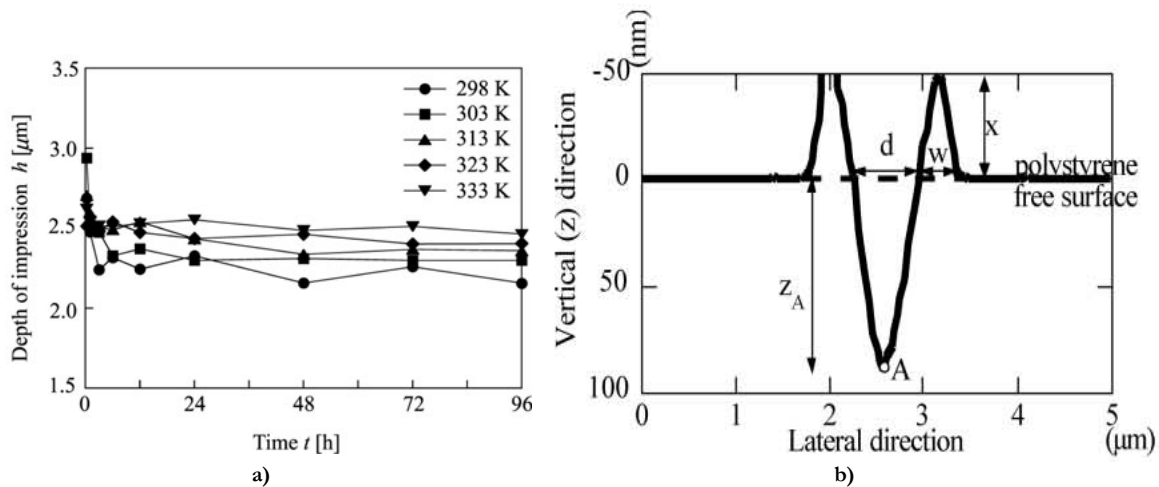 3.5
3.0
2.5
2.0
1.5
Depth of impression h [μm]
298 K
303 K
313 K
323 K
333 K
0 24 48 72 96
Time t [h]
a)
(nm)
-50
0
50
100
Vertical (z) direction
d
w
x
polystyrene
free surface
z_A
A
0 1 2 3 4 5
Lateral direction (μm)
b)